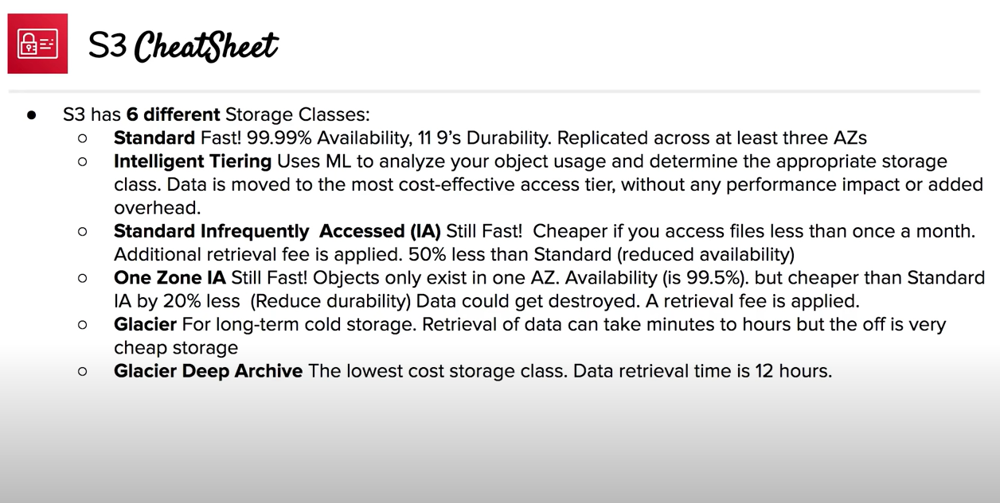 S3 CheatSheet
● S3 has 6 different Storage Classes:
○ Standard Fast! 99.99% Availability, 11 9’s Durability. Replicated across at least three AZs
○ Intelligent Tiering Uses ML to analyze your object usage and determine the appropriate storage
class. Data is moved to the most cost-effective access tier, without any performance impact or added
overhead.
○ Standard Infrequently Accessed (IA) Still Fast! Cheaper if you access files less than once a month.
Additional retrieval fee is applied. 50% less than Standard (reduced availability)
○ One Zone IA Still Fast! Objects only exist in one AZ. Availability (is 99.5%). but cheaper than Standard
IA by 20% less (Reduce durability) Data could get destroyed. A retrieval fee is applied.
○ Glacier For long-term cold storage. Retrieval of data can take minutes to hours but the off is very
cheap storage
○ Glacier Deep Archive The lowest cost storage class. Data retrieval time is 12 hours.